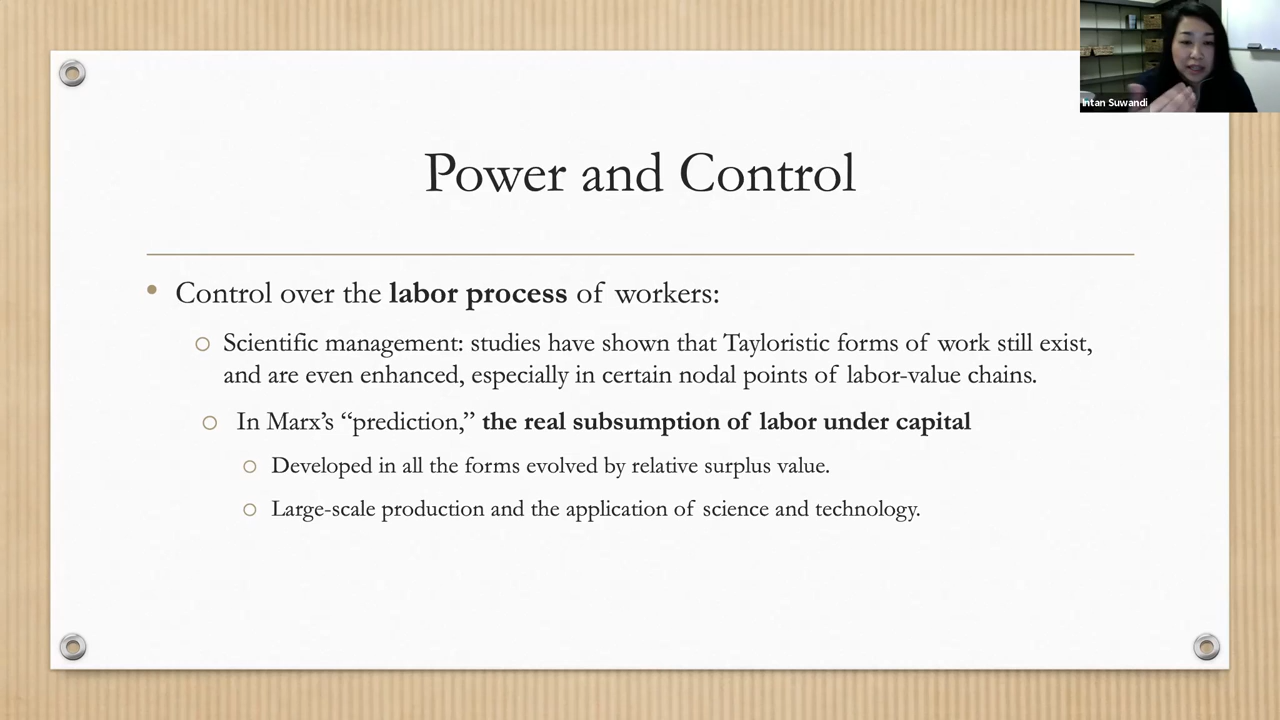 Intan Suwandi
Power and Control
Control over the labor process of workers:
Scientific management: studies have shown that Tayloristic forms of work still exist,
and are even enhanced, especially in certain nodal points of labor-value chains.
In Marx’s “prediction,” the real subsumption of labor under capital
Developed in all the forms evolved by relative surplus value.
Large-scale production and the application of science and technology.